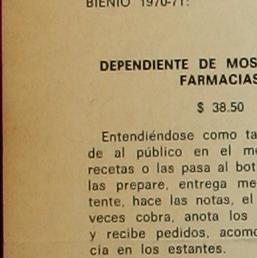 BIENIO 1970-71:
DEPENDIENTE DE MOS
FARMACIAS
$ 38.50
Entendiéndose como ta
de al público en el me
recetas o las pasa al bot
las prepare, entrega me
tente, hace las notas, el
veces cobra, anota los
y recibe pedidos, acomo
cia en los estantes.